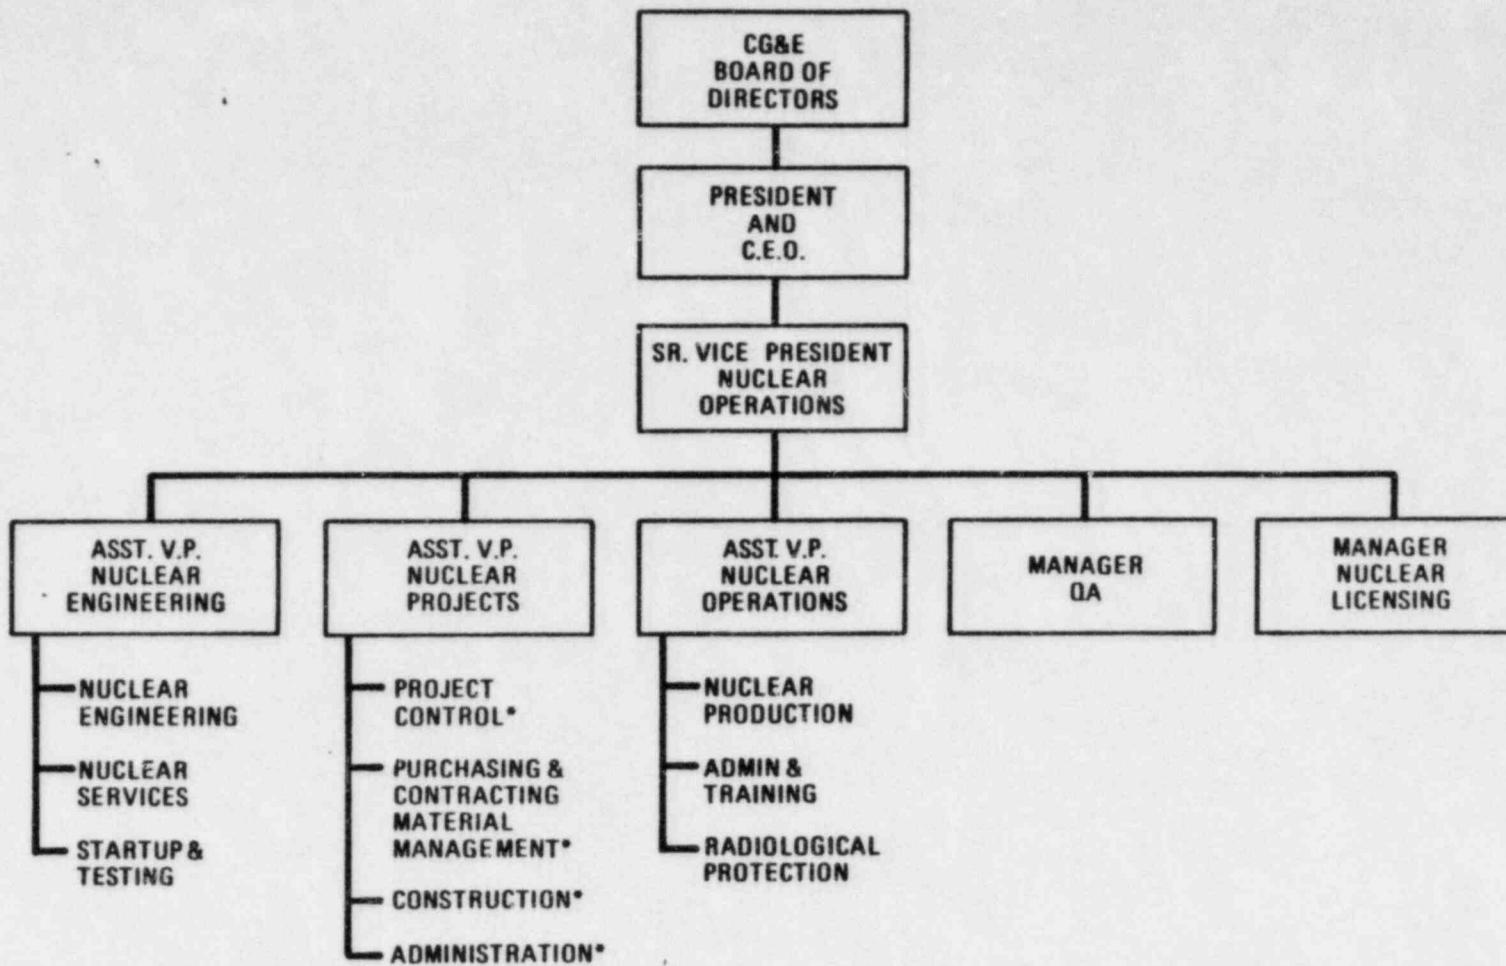 CG&E
BOARD OF
DIRECTORS
PRESIDENT
AND
C.E.O.
SR. VICE PRESIDENT
NUCLEAR
OPERATIONS
ASST. V.P.
NUCLEAR
ENGINEERING
ASST. V.P.
NUCLEAR
PROJECTS
ASST. V.P.
NUCLEAR
OPERATIONS
MANAGER
QA
MANAGER
NUCLEAR
LICENSING
NUCLEAR
ENGINEERING
NUCLEAR
SERVICES
STARTUP &
TESTING
PROJECT
CONTROL*
PURCHASING &
CONTRACTING
MATERIAL
MANAGEMENT*
CONSTRUCTION*
ADMINISTRATION*
NUCLEAR
PRODUCTION
ADMIN &
TRAINING
RADIOLOGICAL
PROTECTION